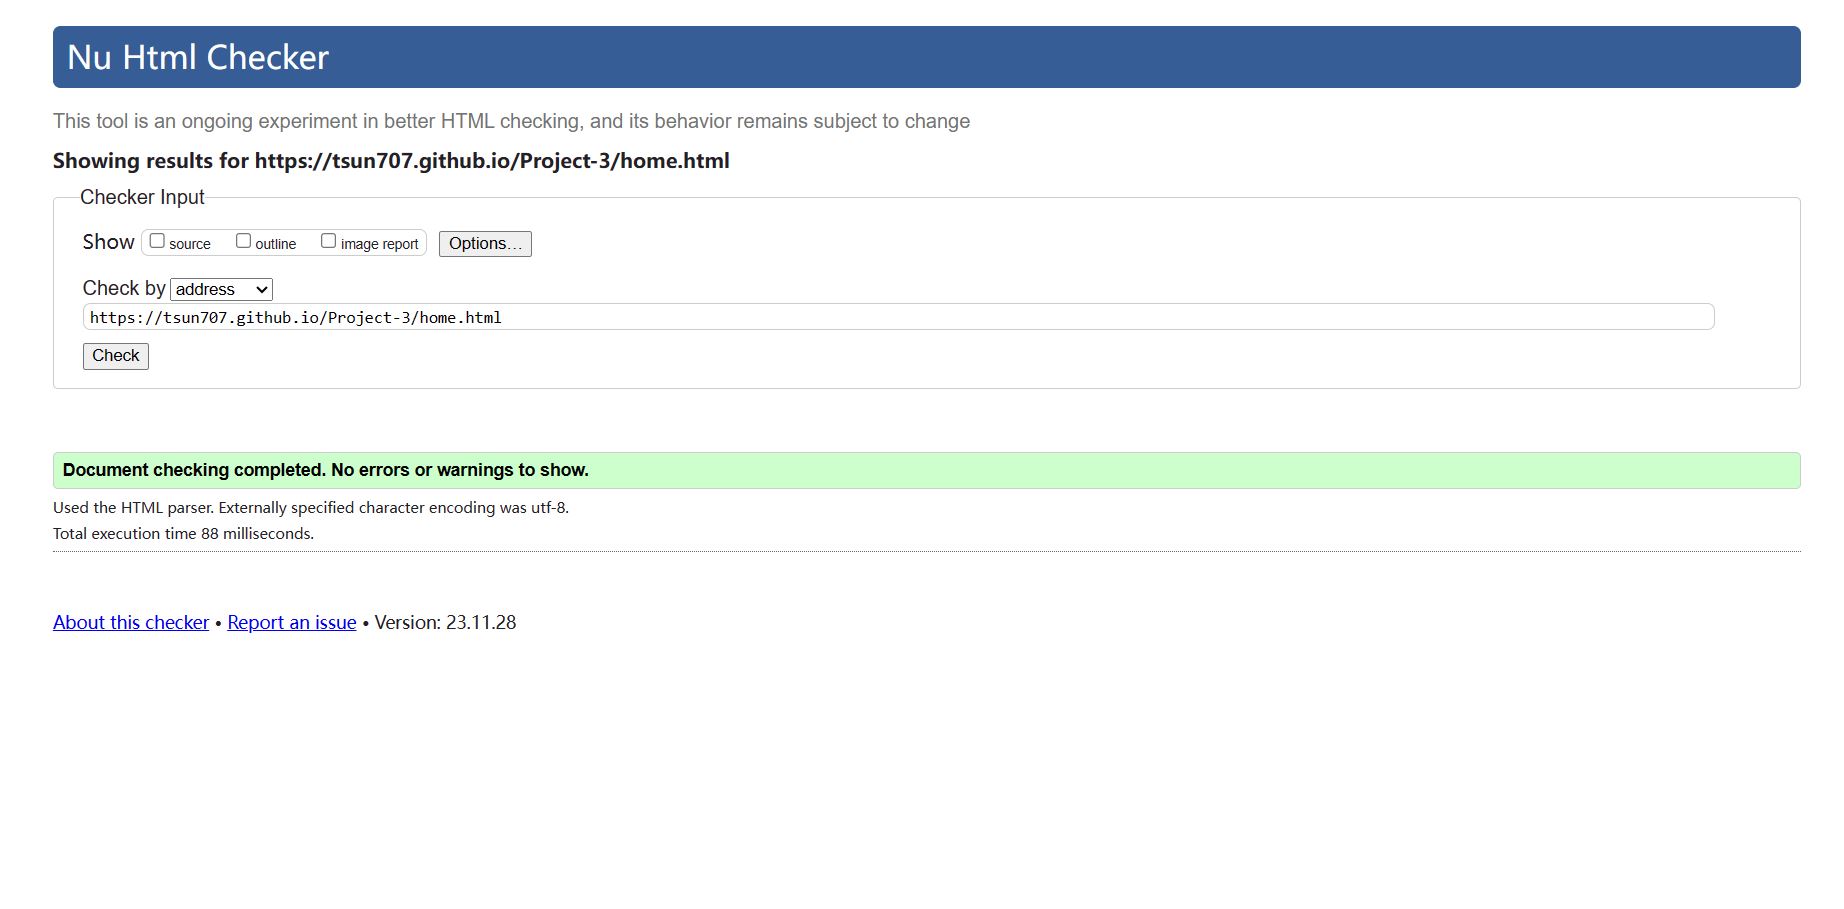 Nu Html Checker
This tool is an ongoing experiment in better HTML checking, and its behavior remains subject to change
Showing results for https://tsun707.github.io/Project-3/home.html
Checker Input
Show source outline image report Options...
Check by address
https://tsun707.github.io/Project-3/home.html
Check
Document checking completed. No errors or warnings to show.
Used the HTML parser. Externally specified character encoding was utf-8.
Total execution time 88 milliseconds.
About this checker • Report an issue • Version: 23.11.28